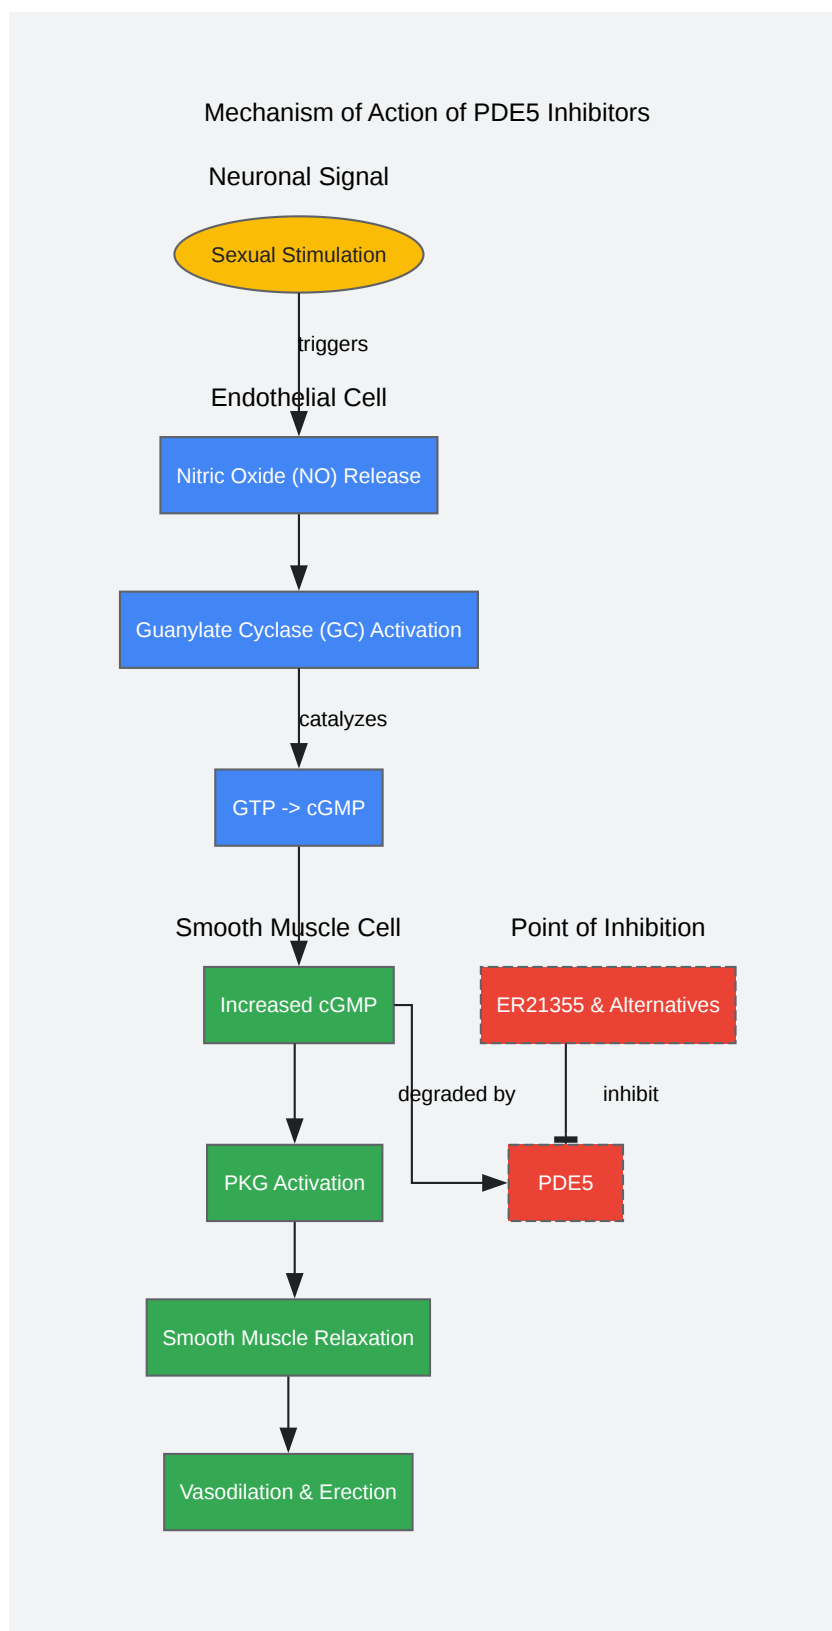 Mechanism of Action of PDE5 Inhibitors
Neuronal Signal
Sexual Stimulation
triggers
Endothelial Cell
Nitric Oxide (NO) Release
Guanylate Cyclase (GC) Activation
catalyzes
GTP -> cGMP
Smooth Muscle Cell
Point of Inhibition
Increased cGMP
ER21355 & Alternatives
degraded by
inhibit
PKG Activation
PDE5
Smooth Muscle Relaxation
Vasodilation & Erection